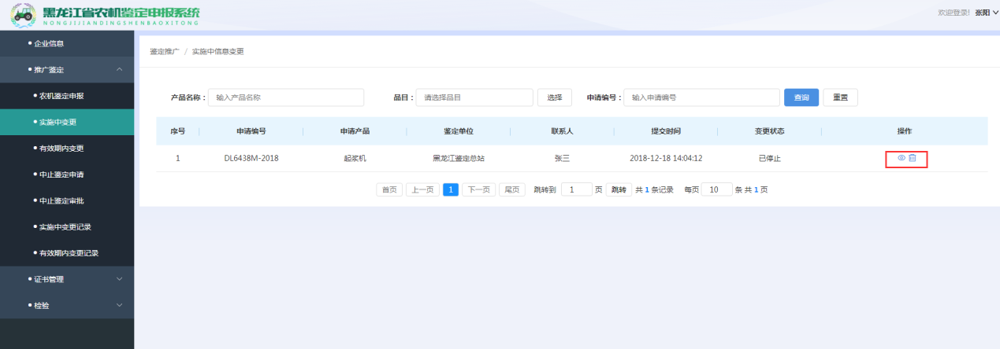 黑龙江省农机鉴定申报系统
NONGJIJIANDINGSHENBAOXITONG
欢迎登录! 张阳
企业信息
推广鉴定
农机鉴定申报
实施中变更
有效期内变更
中止鉴定申请
中止鉴定审批
实施中变更记录
有效期内变更记录
证书管理
检验
鉴定推广 / 实施中信息变更
产品名称: 输入产品名称 品目: 请选择品目 选择 申请编号: 输入申请编号 查询 重置
序号 申请编号 申请产品 鉴定单位 联系人 提交时间 变更状态 操作
1 DL6438M-2018 起浆机 黑龙江鉴定总站 张三 2018-12-18 14:04:12 已停止
首页 上一页 1 下一页 尾页 跳转到 1 页 跳转 共 1 条记录 每页 10 条 共 1 页